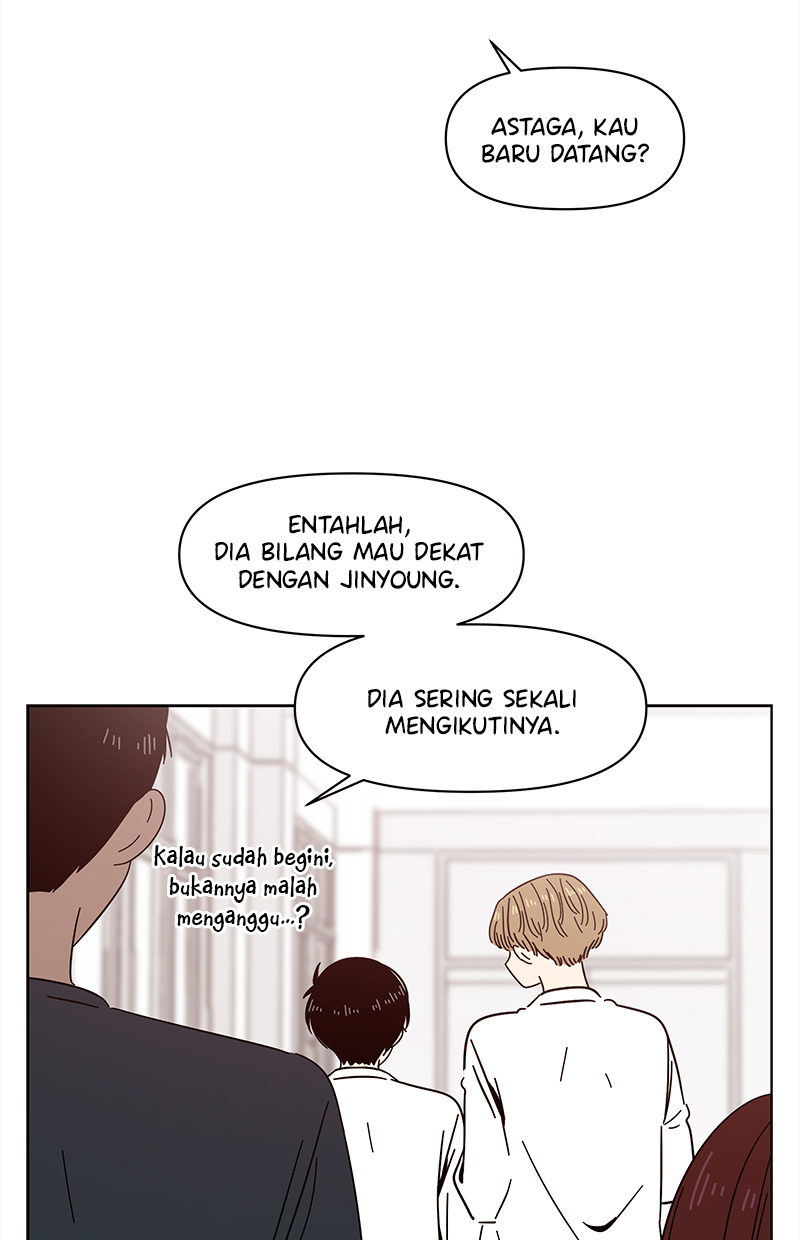 ASTAGA, KAU
BARU DATANG?
ENTAHLAH,
DIA BILANG MAU DEKAT
DENGAN JINYOUNG.
DIA SERING SEKALI
MENGIKUTINYA.
Kalau sudah begini,
bukannya malah
menganggu...?